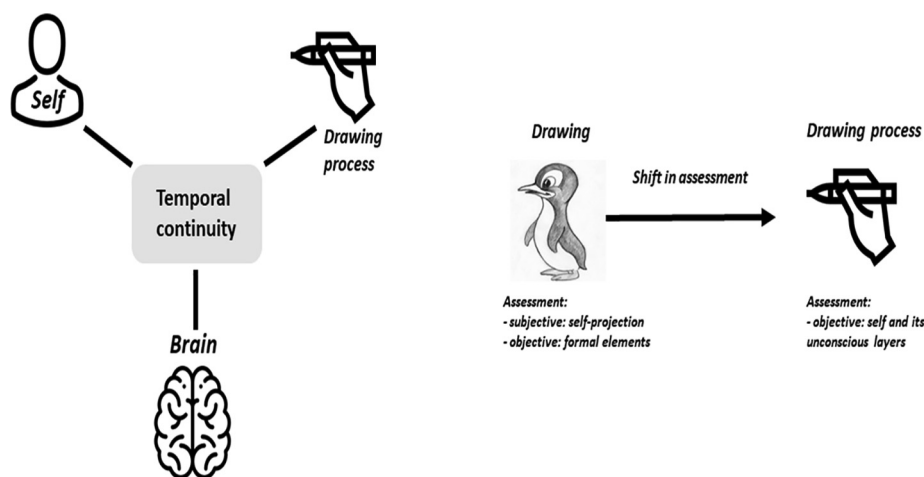 Self
Drawing
process
Temporal
continuity
Brain
Drawing
Shift in assessment
Drawing process
Assessment:
- subjective: self-projection
- objective: formal elements
Assessment:
- objective: self and its
unconscious layers